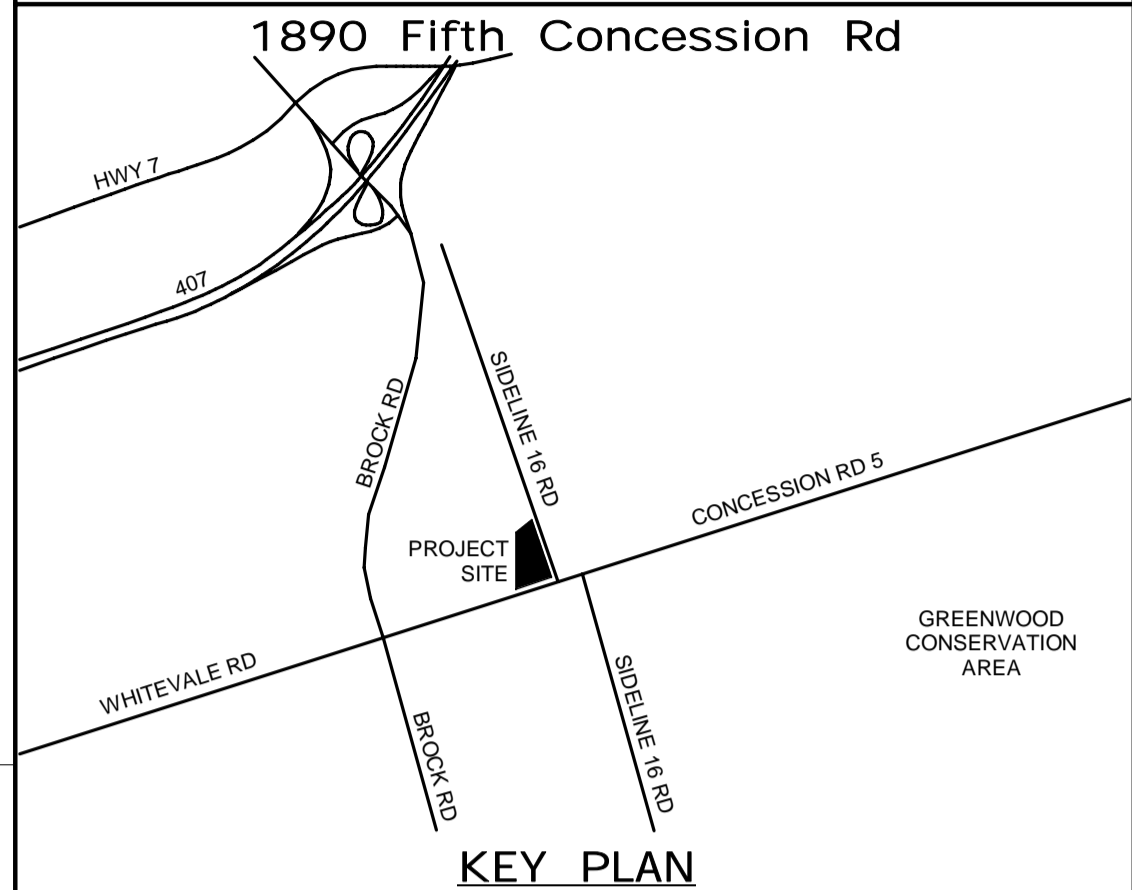 1890 Fifth Concession Rd
HWY 7
407
BROCK RD
SIDELINE 16 RD
CONCESSION RD 5
PROJECT
SITE
GREENWOOD
CONSERVATION
AREA
WHITEVALE RD
BROCK RD
SIDELINE 16 RD
KEY PLAN